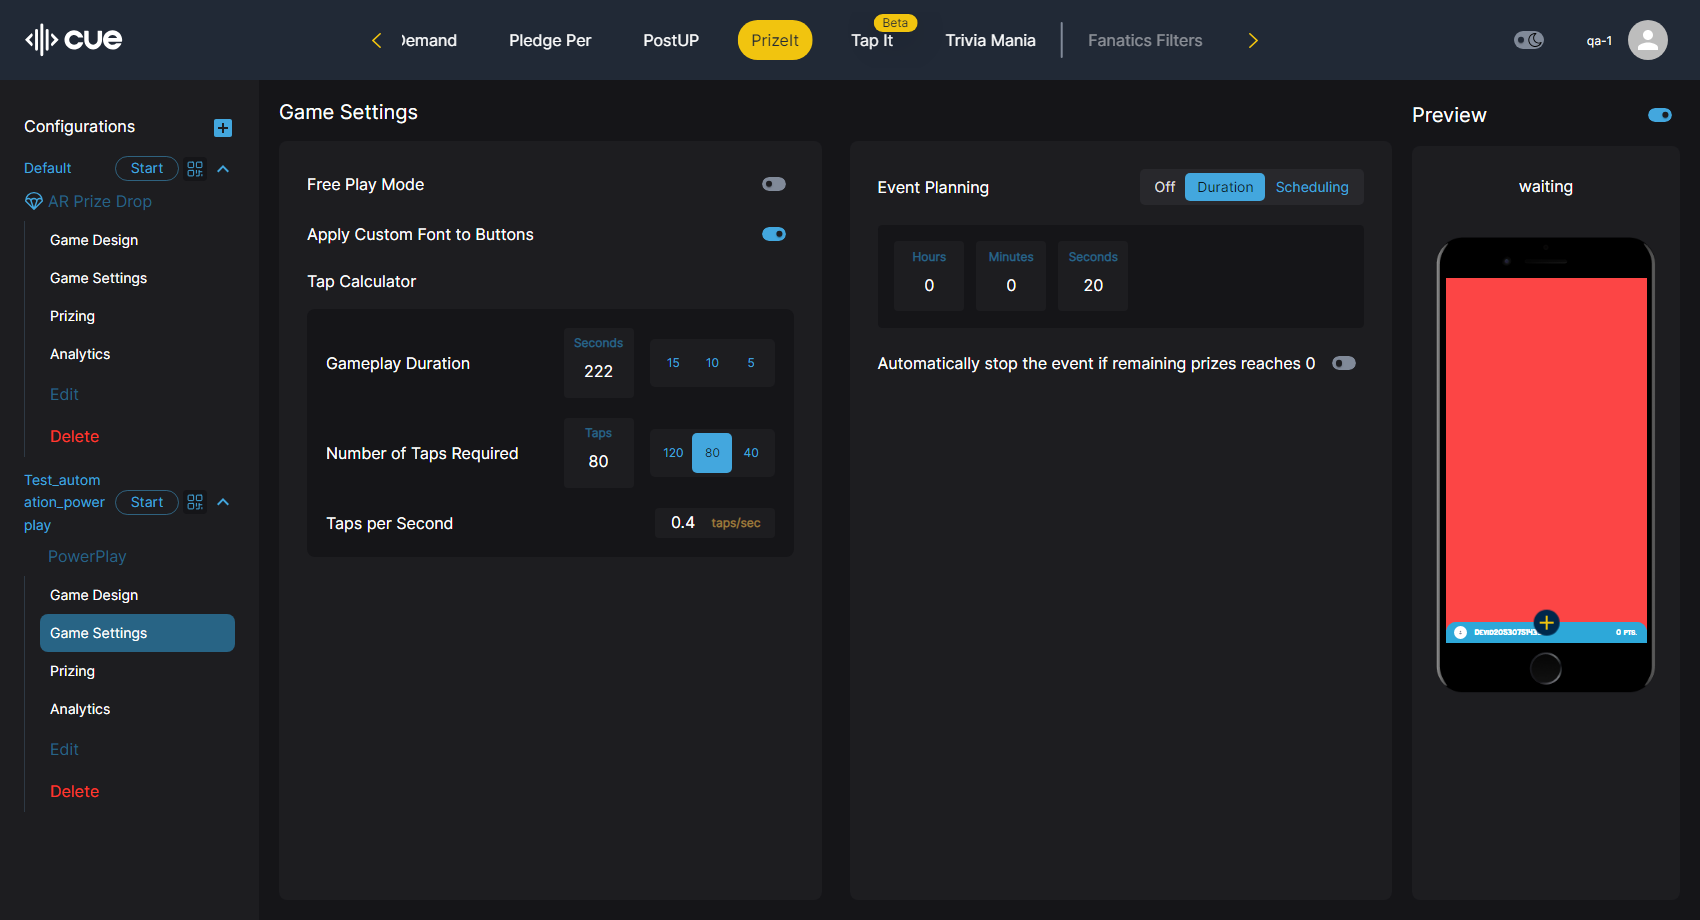 cue
Pledge Per
PostUP
PrizeIt
Beta
Tap It
Trivia Mania
Fanatics Filters
qa-1
Configurations
Default
Start
AR Prize Drop
Game Design
Game Settings
Prizing
Analytics
Edit
Delete
Test_autom
ation_power
play
Start
PowerPlay
Game Design
Game Settings
Prizing
Analytics
Edit
Delete
Game Settings
Free Play Mode
Apply Custom Font to Buttons
Tap Calculator
Gameplay Duration
Seconds
222
15 10 5
Number of Taps Required
Taps
80
120 80 40
Taps per Second
0.4 taps/sec
Event Planning
Off Duration Scheduling
Hours Minutes Seconds
0 0 20
Automatically stop the event if remaining prizes reaches 0
Preview
waiting
0 PTS.